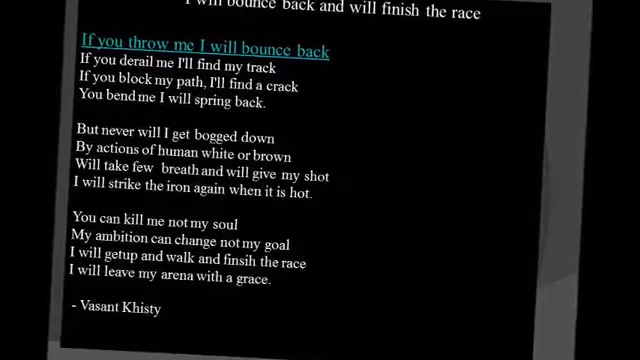 I will bounce back and will finish the race
If you throw me I will bounce back
If you derail me I'll find my track
If you block my path, I'll find a crack
You bend me I will spring back.
But never will I get bogged down
By actions of human white or brown
Will take few breath and will give my shot
I will strike the iron again when it is hot.
You can kill me not my soul
My ambition can change not my goal
I will getup and walk and finsih the race
I will leave my arena with a grace.
- Vasant Khisty